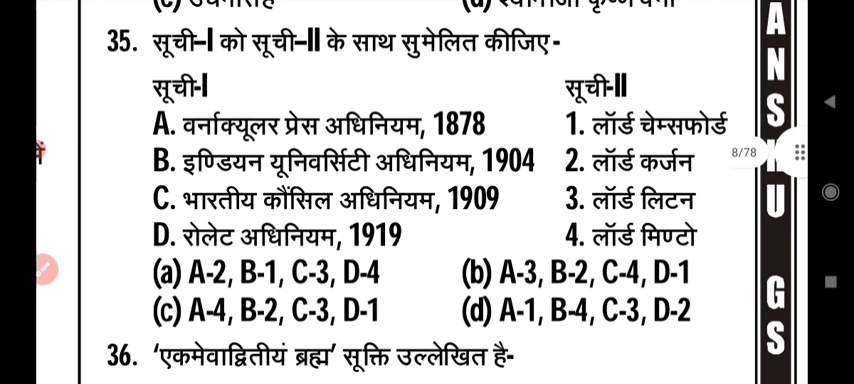 35. सूची-I को सूची-II के साथ सुमेलित कीजिए-
सूची-I सूची-II
A. वर्नाक्यूलर प्रेस अधिनियम, 1878 1. लॉर्ड चेम्सफोर्ड
B. इण्डियन यूनिवर्सिटी अधिनियम, 1904 2. लॉर्ड कर्जन
C. भारतीय कौंसिल अधिनियम, 1909 3. लॉर्ड लिटन
D. रोलेट अधिनियम, 1919 4. लॉर्ड मिण्टो
(a) A-2, B-1, C-3, D-4 (b) A-3, B-2, C-4, D-1
(c) A-4, B-2, C-3, D-1 (d) A-1, B-4, C-3, D-2
36. ‘एकमेवाद्वितीयं ब्रह्म’ सूक्ति उल्लेखित है-
8/78
GS